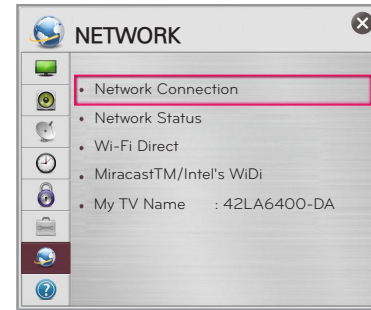 NETWORK
• Network Connection
• Network Status
• Wi-Fi Direct
• MiracastTM/Intel's WiDi
• My TV Name : 42LA6400-DA